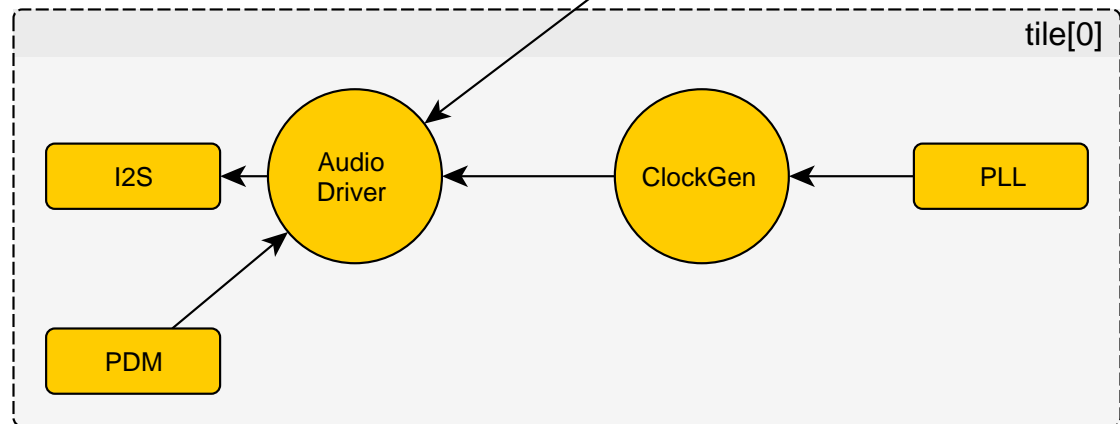 tile[0]
I2S
Audio
Driver
ClockGen
PLL
PDM